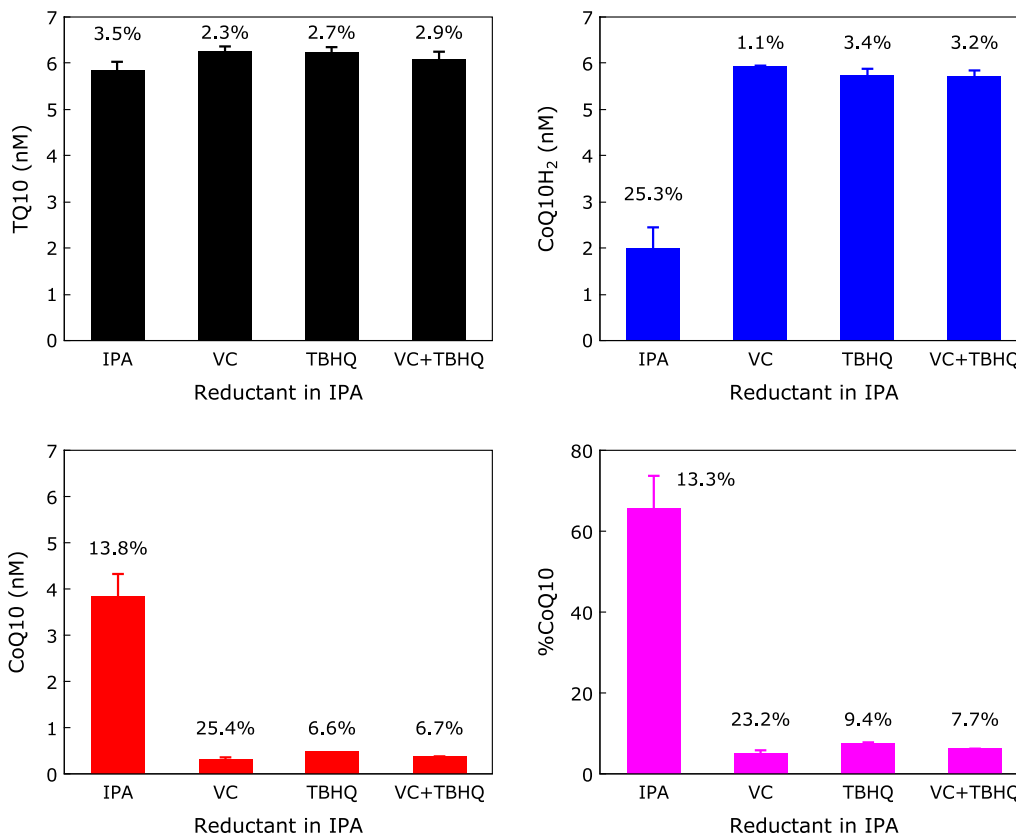 7
6
5
4
3
2
1
0
TQ10 (nM)
3.5%
2.3%
2.7%
2.9%
IPA
VC
TBHQ
VC+TBHQ
Reductant in IPA
7
6
5
4
3
2
1
0
CoQ10H₂ (nM)
25.3%
1.1%
3.4%
3.2%
IPA
VC
TBHQ
VC+TBHQ
Reductant in IPA
7
6
5
4
3
2
1
0
CoQ10 (nM)
13.8%
25.4%
6.6%
6.7%
IPA
VC
TBHQ
VC+TBHQ
Reductant in IPA
80
60
40
20
0
%CoQ10
13.3%
23.2%
9.4%
7.7%
IPA
VC
TBHQ
VC+TBHQ
Reductant in IPA